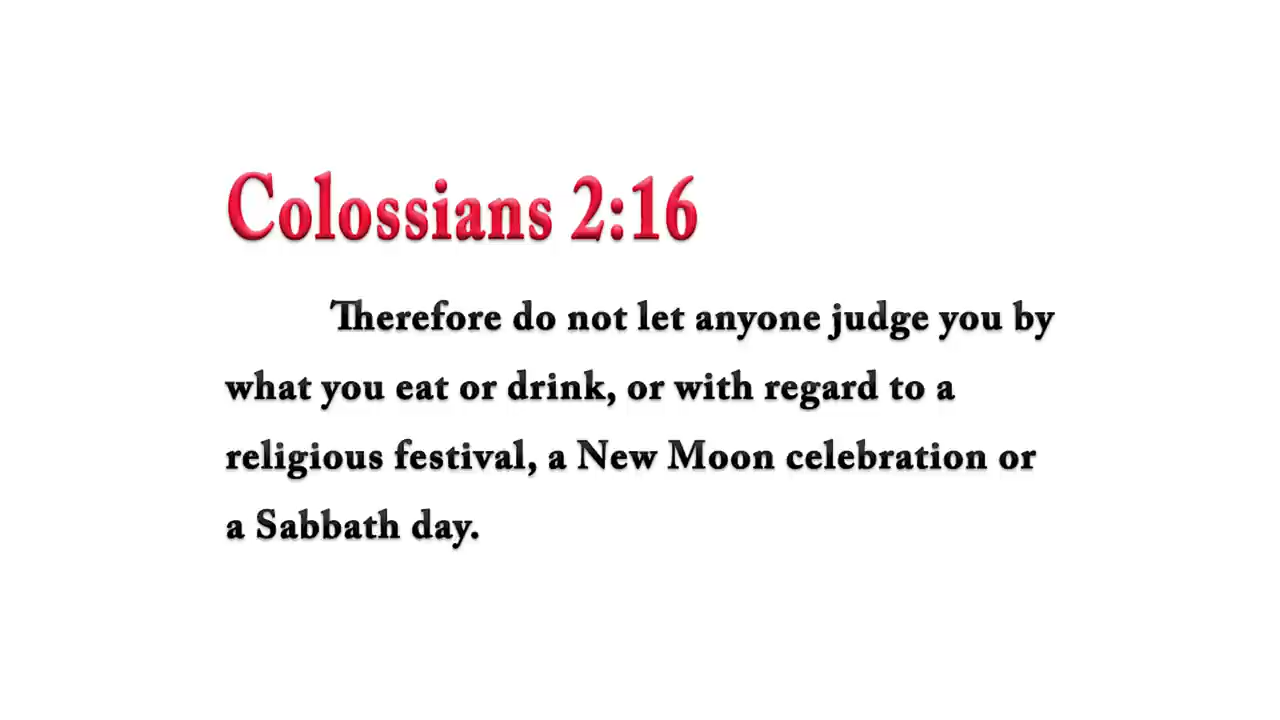 Colossians 2:16
Therefore do not let anyone judge you by
what you eat or drink, or with regard to a
religious festival, a New Moon celebration or
a Sabbath day.